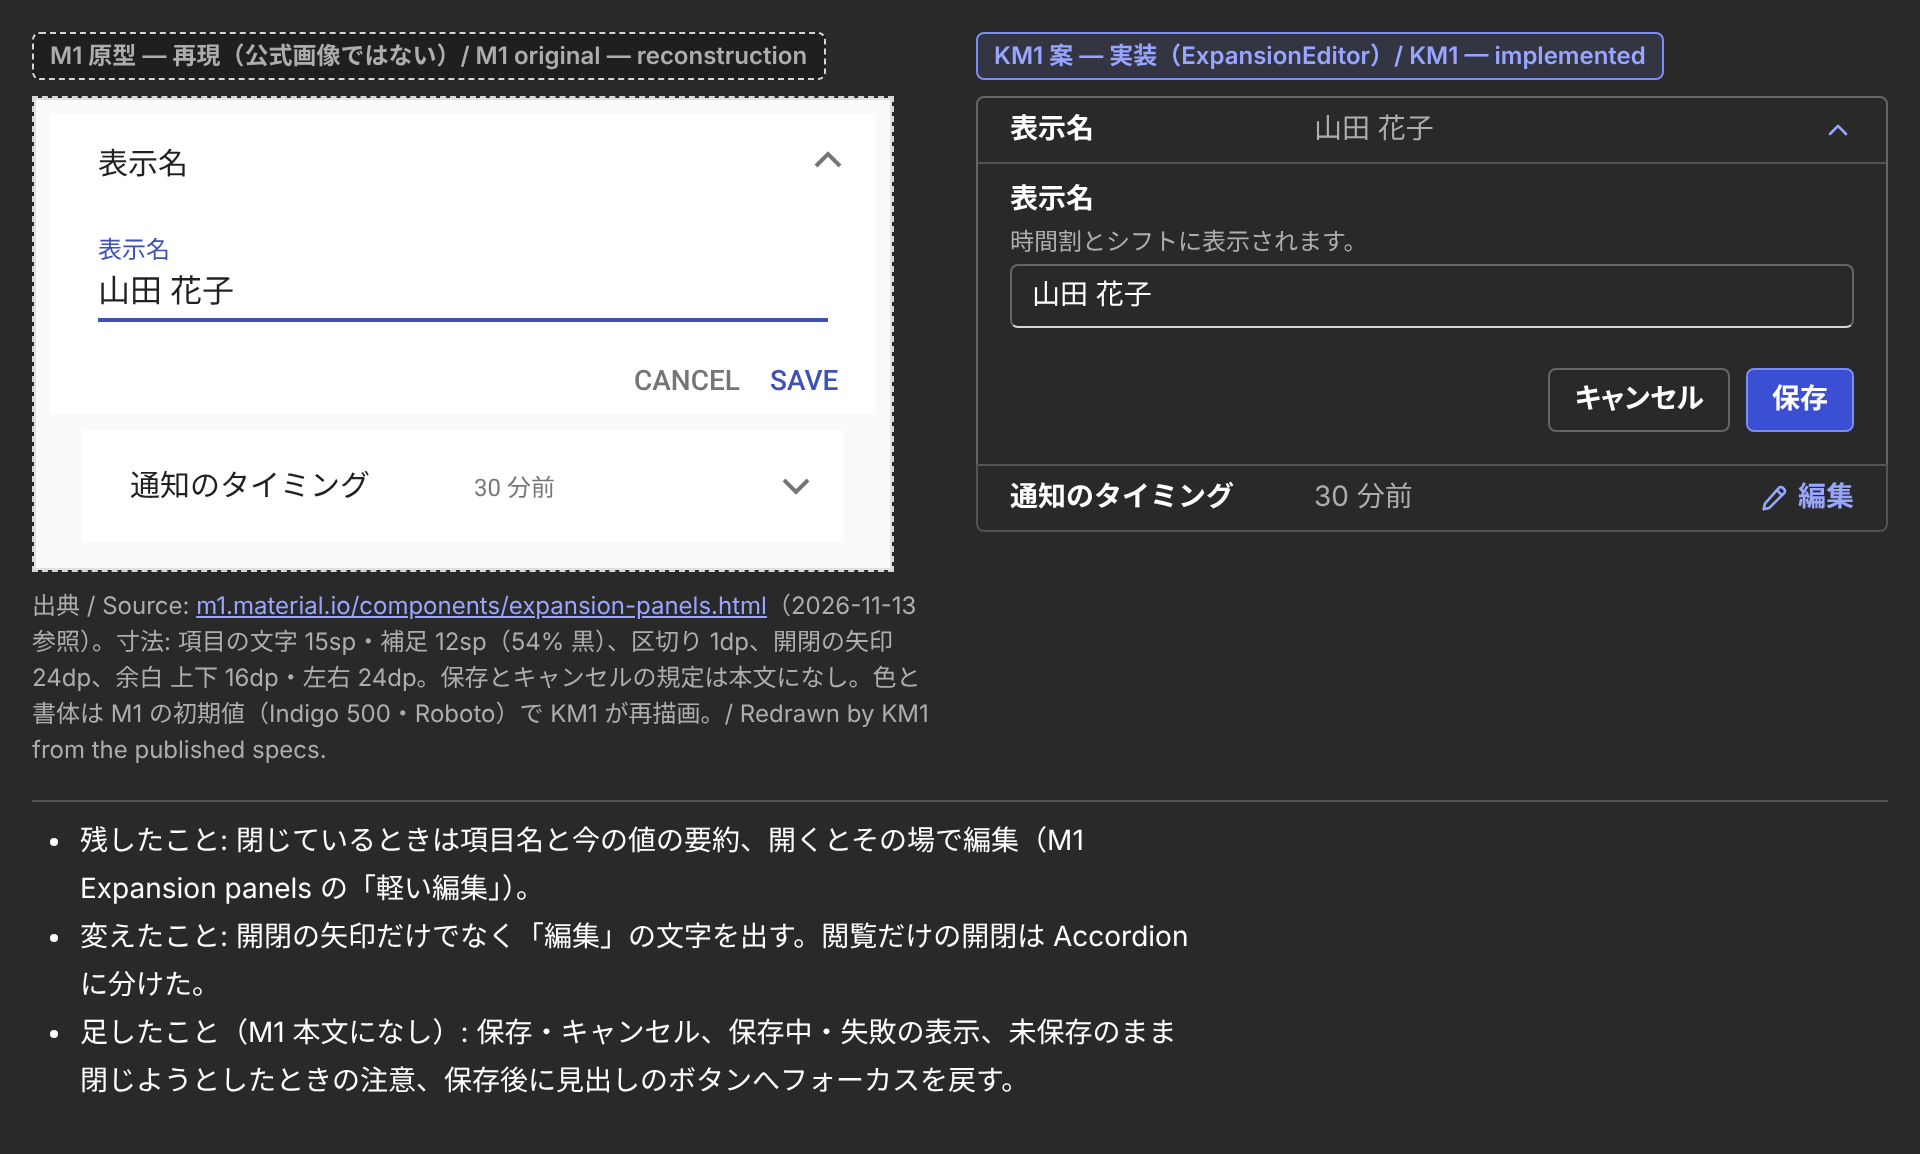 M1 原型 — 再現（公式画像ではない）/ M1 original — reconstruction
表示名
表示名
山田 花子
CANCEL SAVE
通知のタイミング 30 分前
出典 / Source: m1.material.io/components/expansion-panels.html（2026-11-13
参照）。寸法: 項目の文字 15sp・補足 12sp（54% 黒）、区切り 1dp、開閉の矢印
24dp、余白 上下 16dp・左右 24dp。保存とキャンセルの規定は本文になし。色と
書体は M1 の初期値（Indigo 500・Roboto）で KM1 が再描画。/ Redrawn by KM1
from the published specs.
KM1 案 — 実装（ExpansionEditor）/ KM1 — implemented
表示名 山田 花子
表示名
時間割とシフトに表示されます。
山田 花子
キャンセル 保存
通知のタイミング 30 分前 編集
• 残したこと: 閉じているときは項目名と今の値の要約、開くとその場で編集（M1
Expansion panels の「軽い編集」）。
• 変えたこと: 開閉の矢印だけでなく「編集」の文字を出す。閲覧だけの開閉は Accordion
に分けた。
• 足したこと（M1 本文になし）: 保存・キャンセル、保存中・失敗の表示、未保存のまま
閉じようとしたときの注意、保存後に見出しのボタンへフォーカスを戻す。